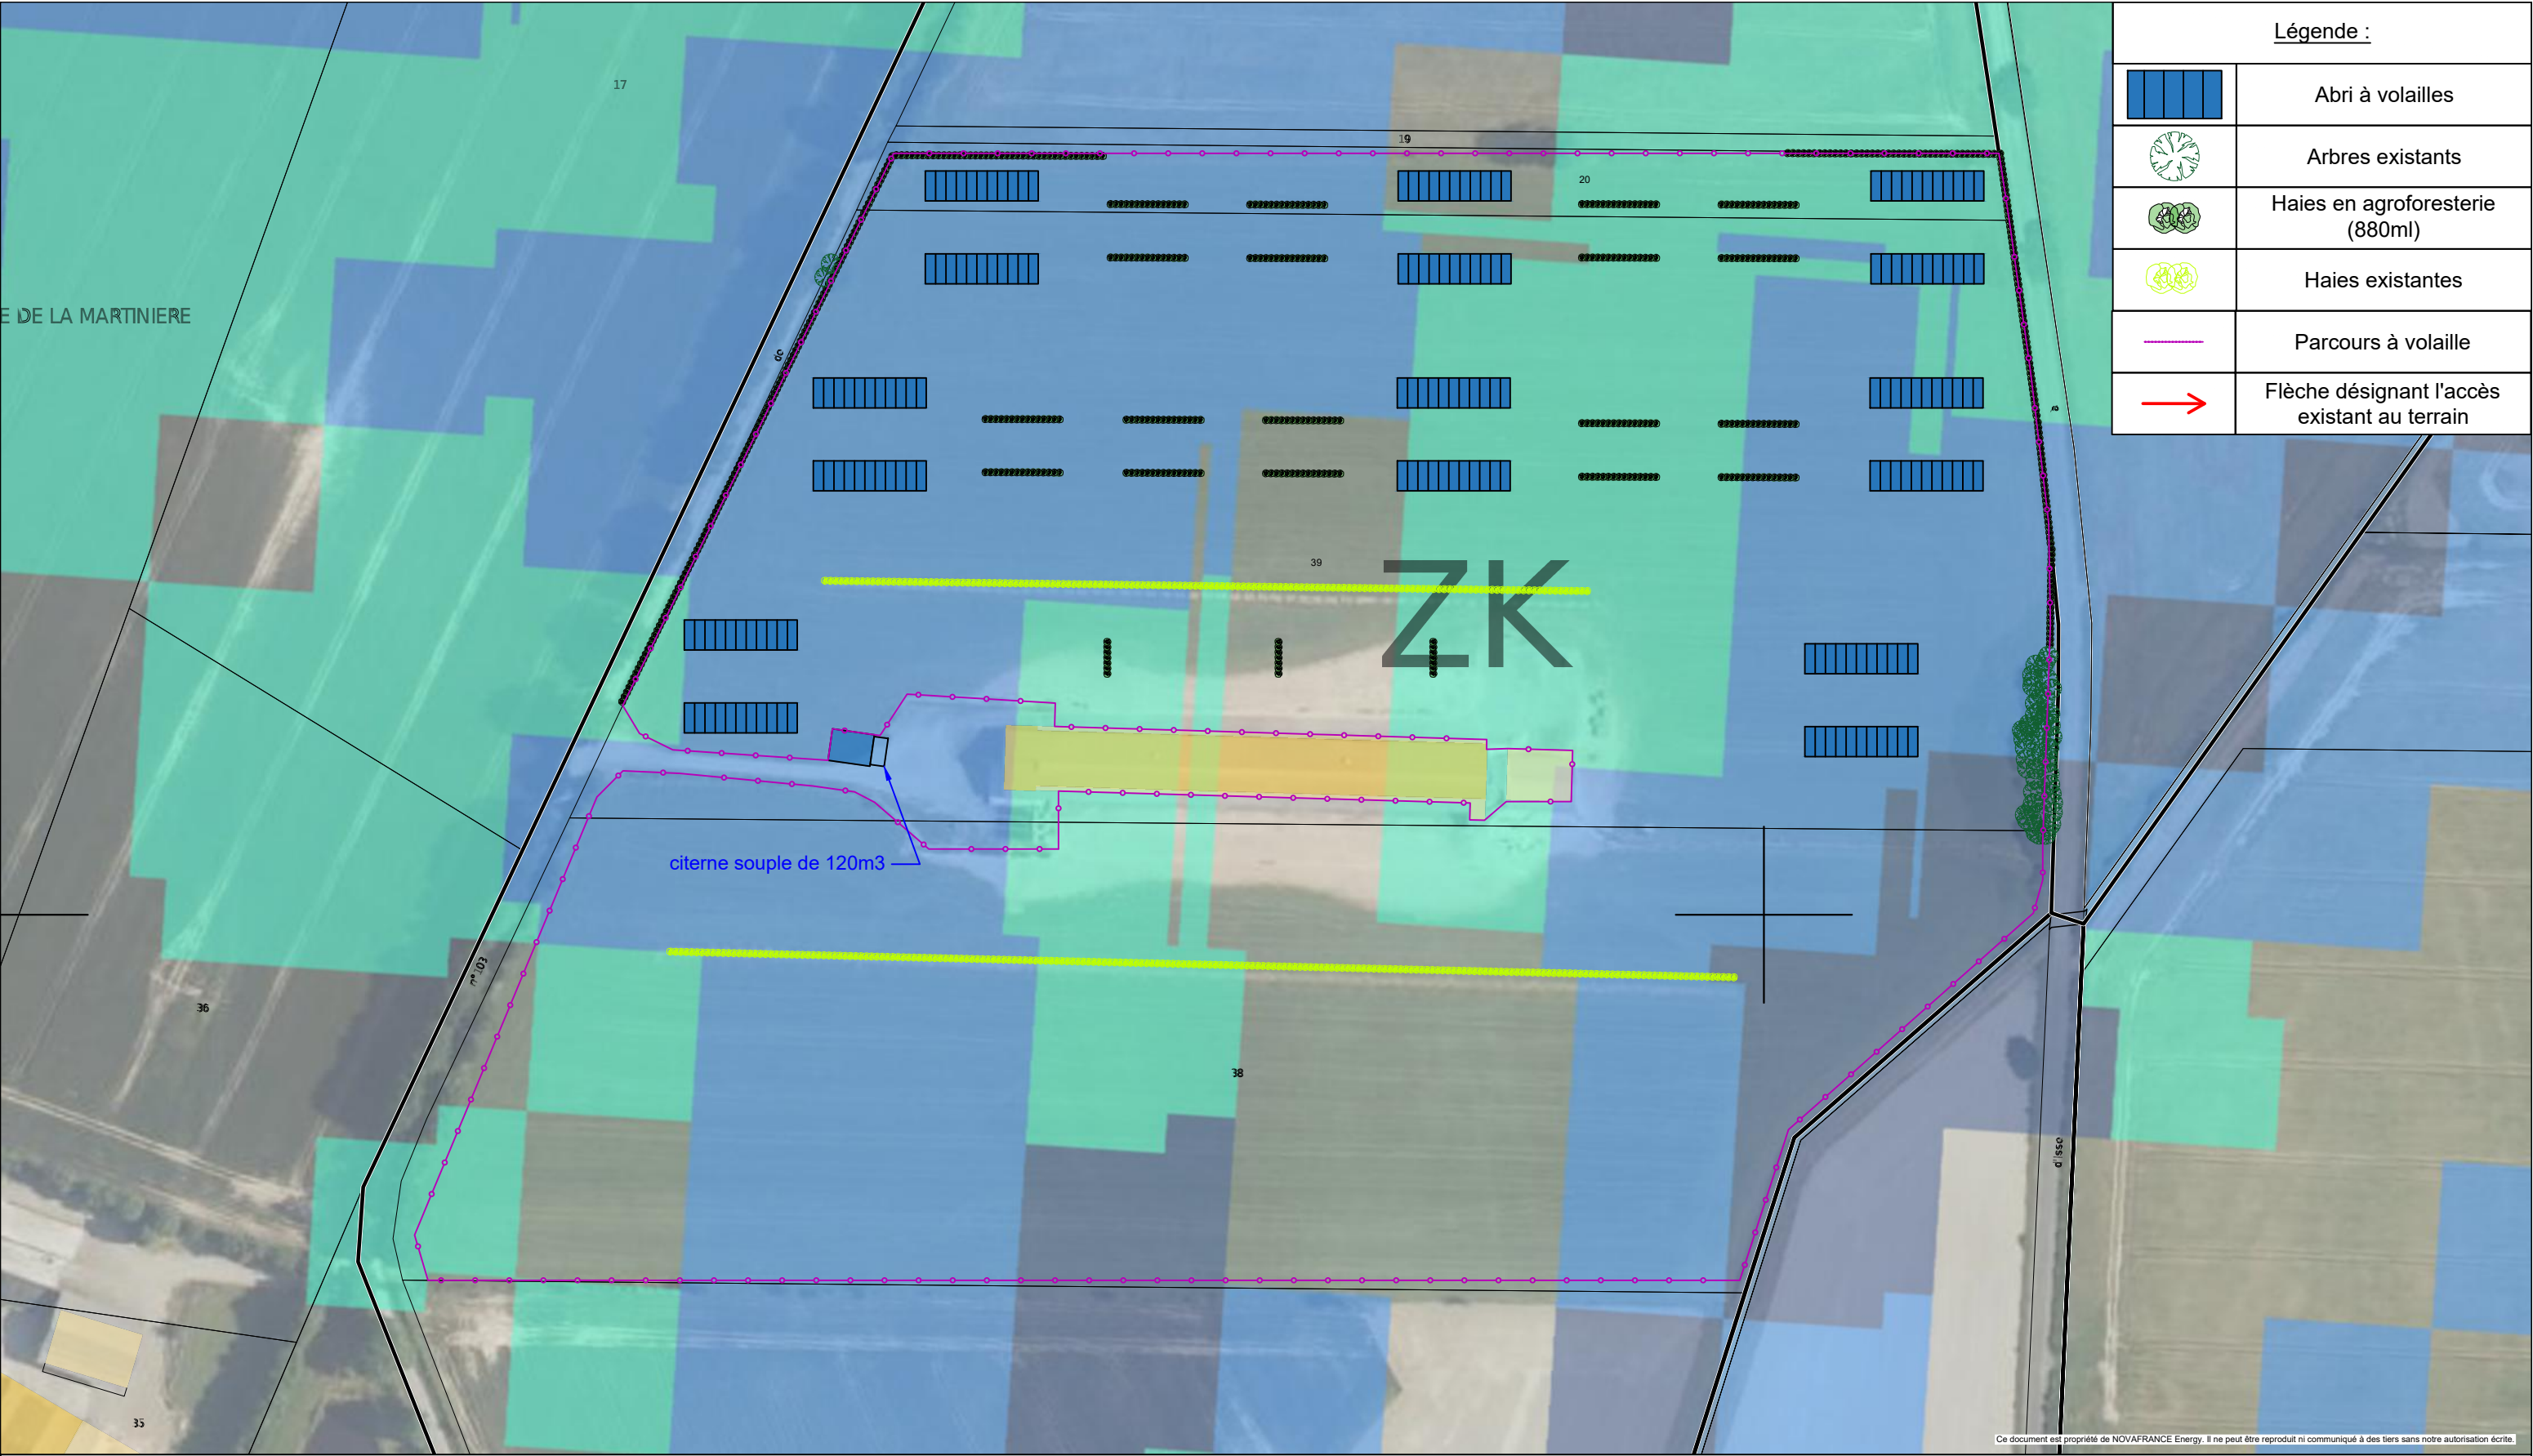 Légende :
Abri à volailles
Arbres existants
Haies en agroforesterie
(880ml)
Haies existantes
Parcours à volaille
Flèche désignant l'accès
existant au terrain
17
19
20
E DE LA MARTINIERE
39
ZK
citerne souple de 120m3
n° 103
36
38
35
Ce document est propriété de NOVAFRANCE Energy. Il ne peut être reproduit ni communiqué à des tiers sans notre autorisation écrite.